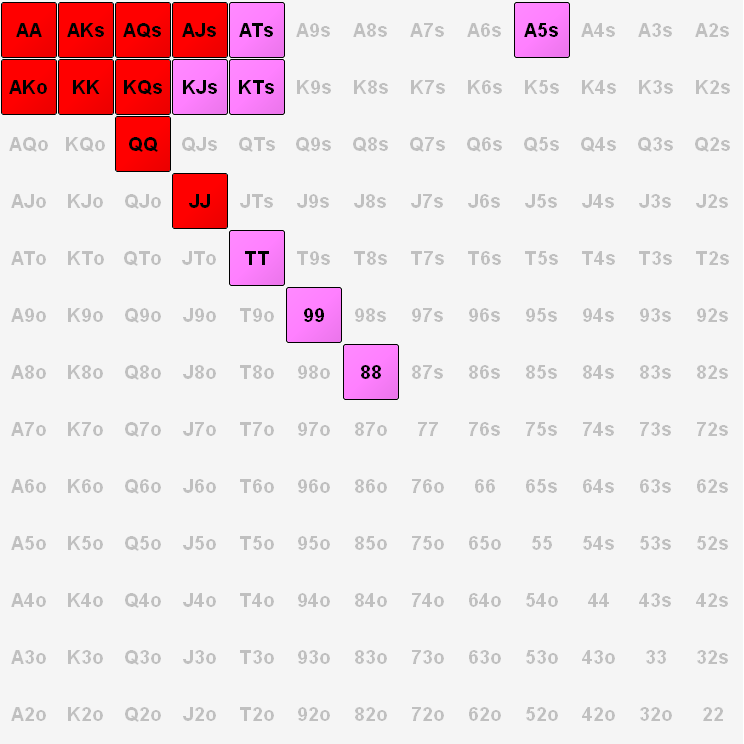 AA AKs AQs AJs ATs A9s A8s A7s A6s A5s A4s A3s A2s
AKo KK KQs KJs KTs K9s K8s K7s K6s K5s K4s K3s K2s
AQo KQo QQ QJs QTs Q9s Q8s Q7s Q6s Q5s Q4s Q3s Q2s
AJo KJo QJo JJ JTs J9s J8s J7s J6s J5s J4s J3s J2s
ATo KTo QTo JTo TT T9s T8s T7s T6s T5s T4s T3s T2s
A9o K9o Q9o J9o T9o 99 98s 97s 96s 95s 94s 93s 92s
A8o K8o Q8o J8o T8o 98o 88 87s 86s 85s 84s 83s 82s
A7o K7o Q7o J7o T7o 97o 87o 77 76s 75s 74s 73s 72s
A6o K6o Q6o J6o T6o 96o 86o 76o 66 65s 64s 63s 62s
A5o K5o Q5o J5o T5o 95o 85o 75o 65o 55 54s 53s 52s
A4o K4o Q4o J4o T4o 94o 84o 74o 64o 54o 44 43s 42s
A3o K3o Q3o J3o T3o 93o 83o 73o 63o 53o 43o 33 32s
A2o K2o Q2o J2o T2o 92o 82o 72o 62o 52o 42o 32o 22